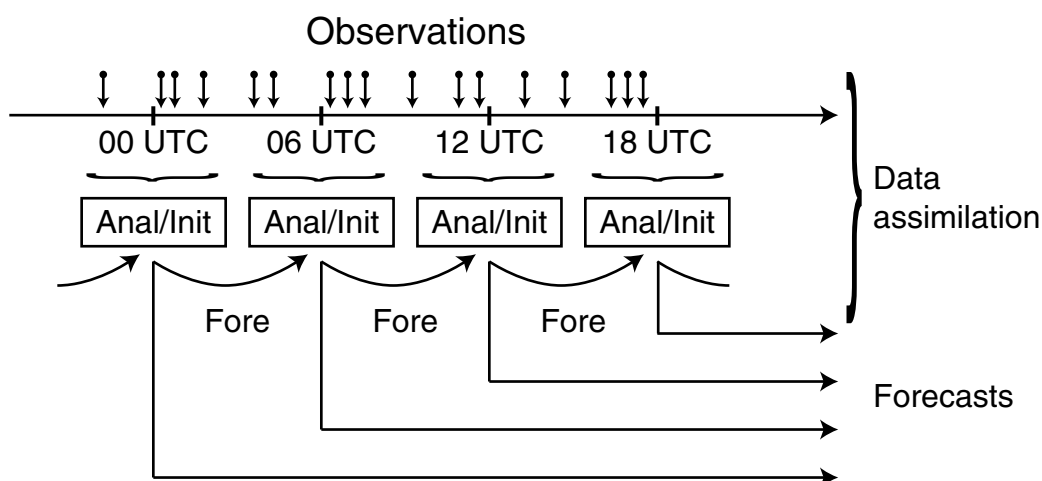 Observations
00 UTC 06 UTC 12 UTC 18 UTC
Data
assimilation
Anal/Init Anal/Init Anal/Init Anal/Init
Fore Fore Fore
Forecasts